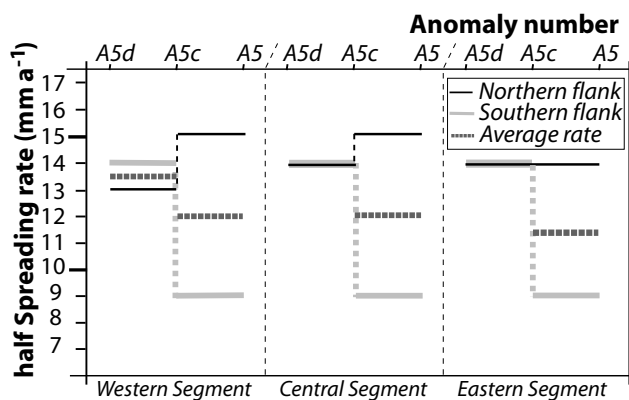 Anomaly number
A5d A5c A5 A5d A5c A5 A5d A5c A5
half Spreading rate (mm a⁻¹)
17
16
15
14
13
12
11
10
9
8
7
Northern flank
Southern flank
Average rate
Western Segment Central Segment Eastern Segment